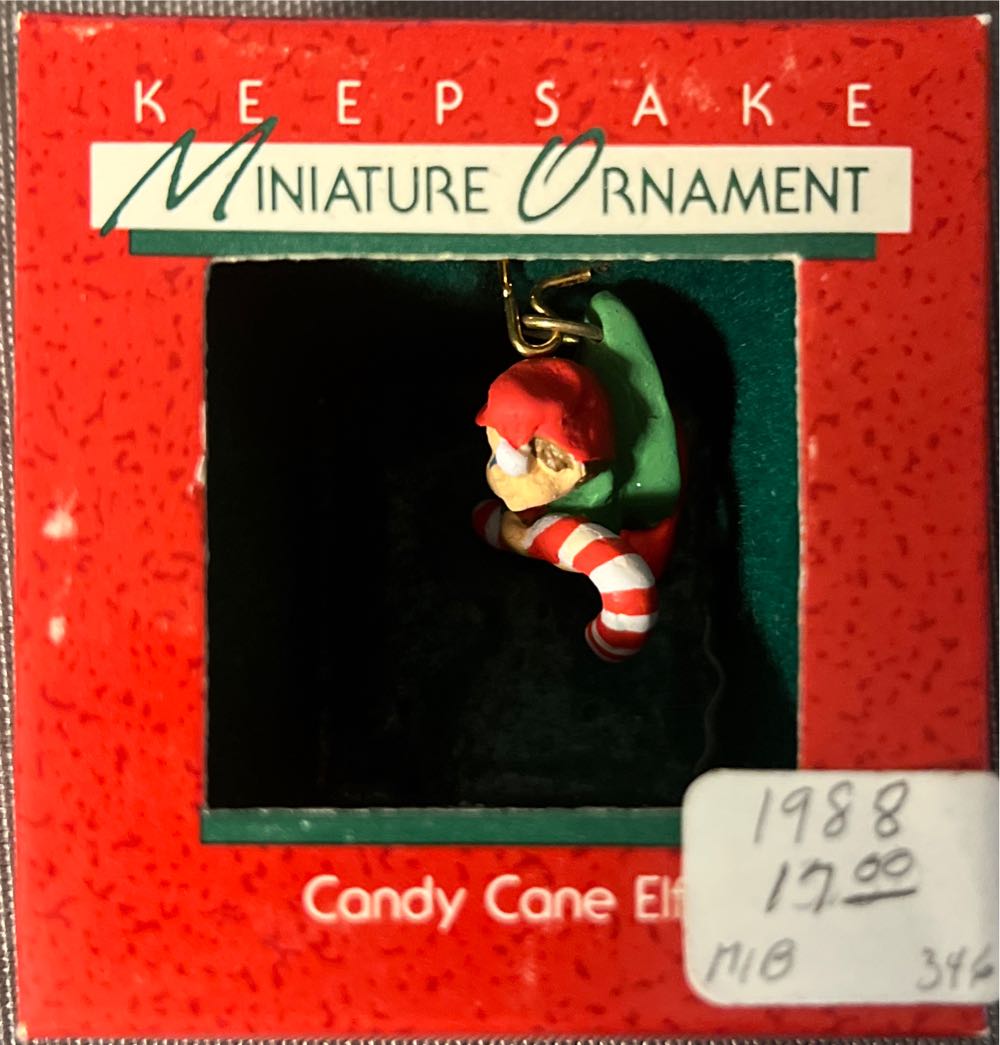 KEEPSAKE
MINIATURE ORNAMENT
Candy Cane Elf
1988
17.00
MIB 346